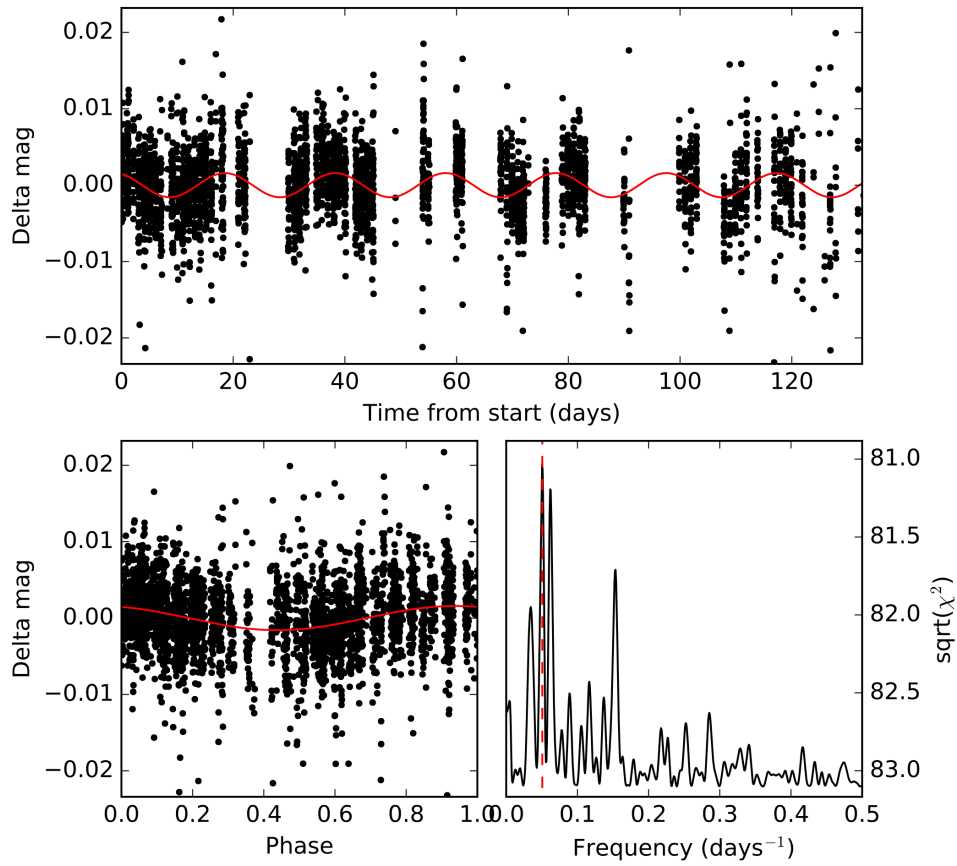 0.02
0.01
0.00
−0.01
−0.02
Delta mag
0 20 40 60 80 100 120
Time from start (days)
0.02
0.01
0.00
−0.01
−0.02
Delta mag
0.0 0.2 0.4 0.6 0.8 1.0
Phase
81.0
81.5
82.0
82.5
83.0
sqrt(χ²)
0.0 0.1 0.2 0.3 0.4 0.5
Frequency (days⁻¹)